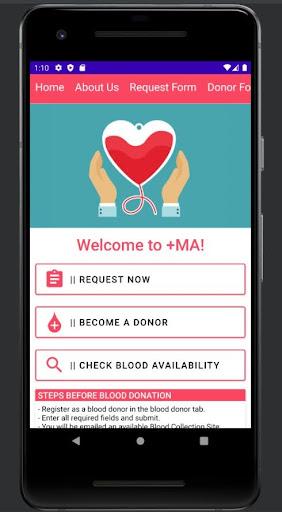 1:10
Home About Us Request Form Donor Fo
Welcome to +MA!
|| REQUEST NOW
|| BECOME A DONOR
|| CHECK BLOOD AVAILABILITY
STEPS BEFORE BLOOD DONATION
- Register as a blood donor in the blood donor tab.
- Enter all required fields and submit.
- You will be emailed an available Blood Collection Site